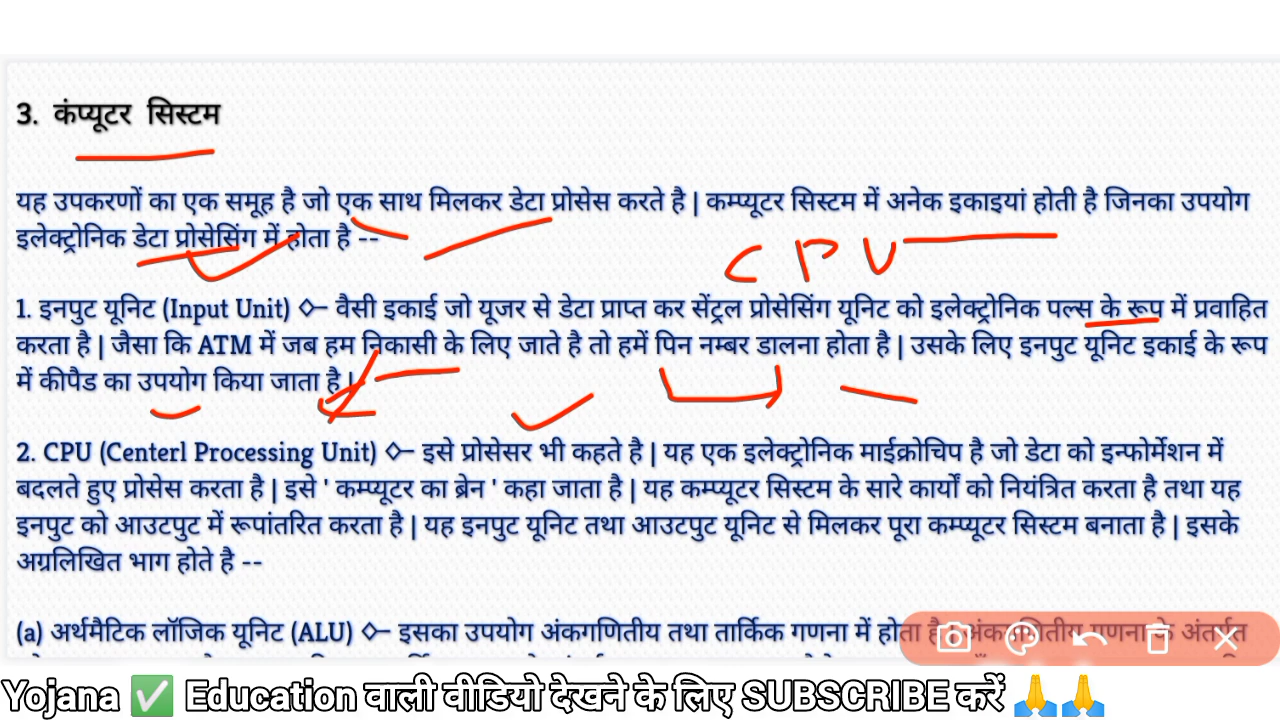 3. कंप्यूटर सिस्टम
यह उपकरणों का एक समूह है जो एक साथ मिलकर डेटा प्रोसेस करते है | कम्प्यूटर सिस्टम में अनेक इकाइयां होती है जिनका उपयोग
इलेक्ट्रोनिक डेटा प्रोसेसिंग में होता है --
CPU
1. इनपुट यूनिट (Input Unit) ◇– वैसी इकाई जो यूजर से डेटा प्राप्त कर सेंट्रल प्रोसेसिंग यूनिट को इलेक्ट्रोनिक पल्स के रूप में प्रवाहित
करता है | जैसा कि ATM में जब हम निकासी के लिए जाते है तो हमें पिन नम्बर डालना होता है | उसके लिए इनपुट यूनिट इकाई के रूप
में कीपैड का उपयोग किया जाता है |
2. CPU (Centerl Processing Unit) ◇– इसे प्रोसेसर भी कहते है | यह एक इलेक्ट्रोनिक माईक्रोचिप है जो डेटा को इन्फोर्मेशन में
बदलते हुए प्रोसेस करता है | इसे ' कम्प्यूटर का ब्रेन ' कहा जाता है | यह कम्प्यूटर सिस्टम के सारे कार्यों को नियंत्रित करता है तथा यह
इनपुट को आउटपुट में रूपांतरित करता है | यह इनपुट यूनिट तथा आउटपुट यूनिट से मिलकर पूरा कम्प्यूटर सिस्टम बनाता है | इसके
अग्रलिखित भाग होते है --
(a) अर्थमैटिक लॉजिक यूनिट (ALU) ◇– इसका उपयोग अंकगणितीय तथा तार्किक गणना में होता है | अंकगणितीय गणना के अंतर्गत
Yojana ✅ Education वाली वीडियो देखने के लिए SUBSCRIBE करें 🙏🙏